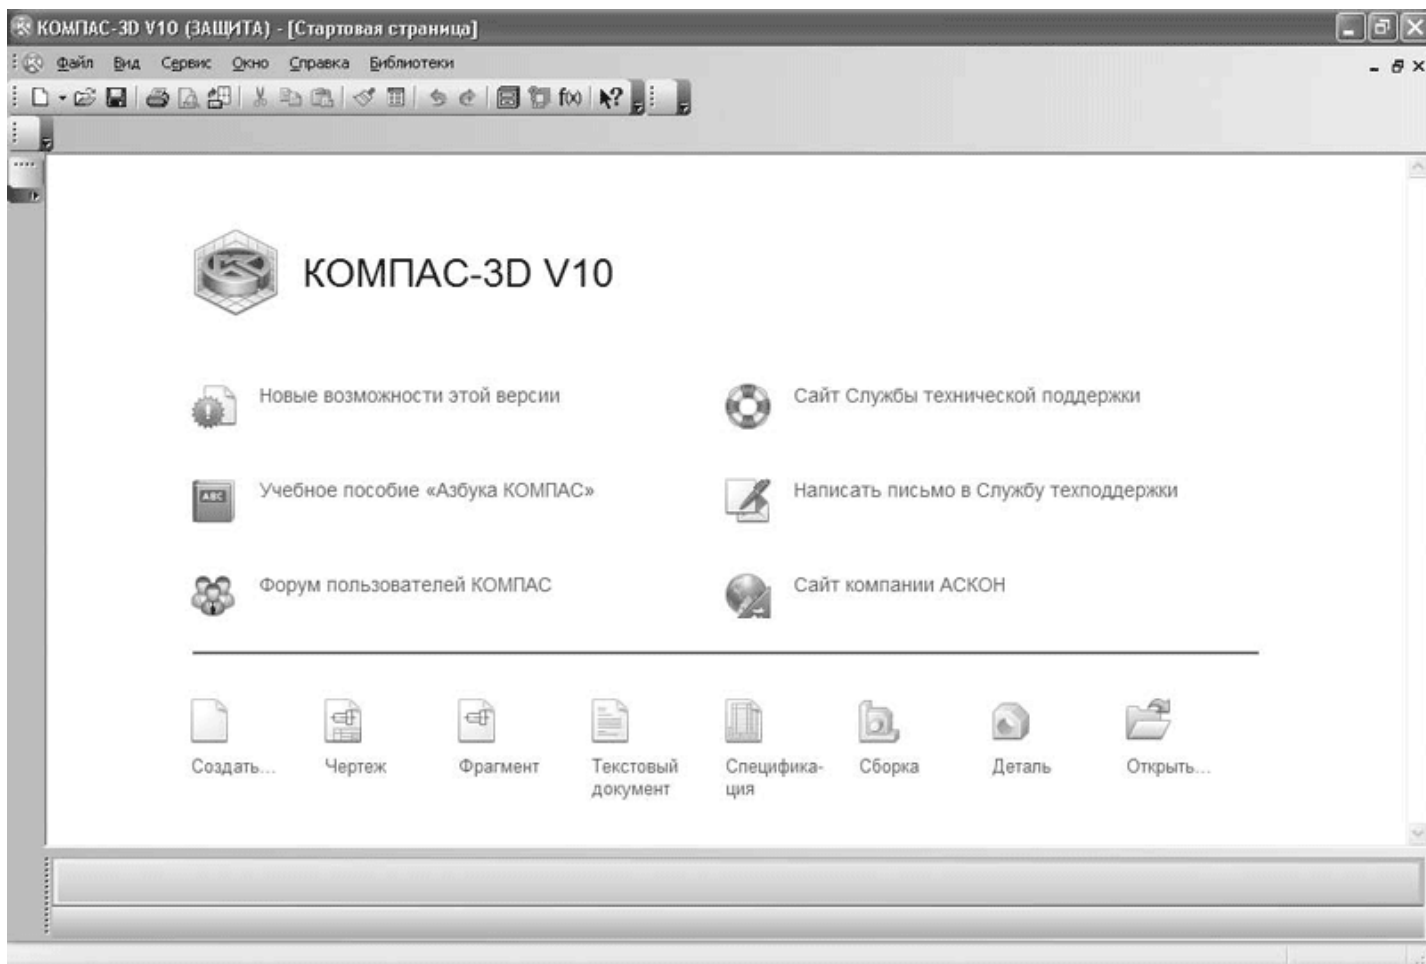 КОМПАС-3D V10 (ЗАЩИТА) - [Стартовая страница]
Файл Вид Сервис Окно Справка Библиотеки
f(x) ?
КОМПАС-3D V10
Новые возможности этой версии
Сайт Службы технической поддержки
ABC
Учебное пособие «Азбука КОМПАС»
Написать письмо в Службу техподдержки
Форум пользователей КОМПАС
Сайт компании АСКОН
Создать... Чертеж Фрагмент Текстовый Специфика- Сборка Деталь Открыть...
документ ция